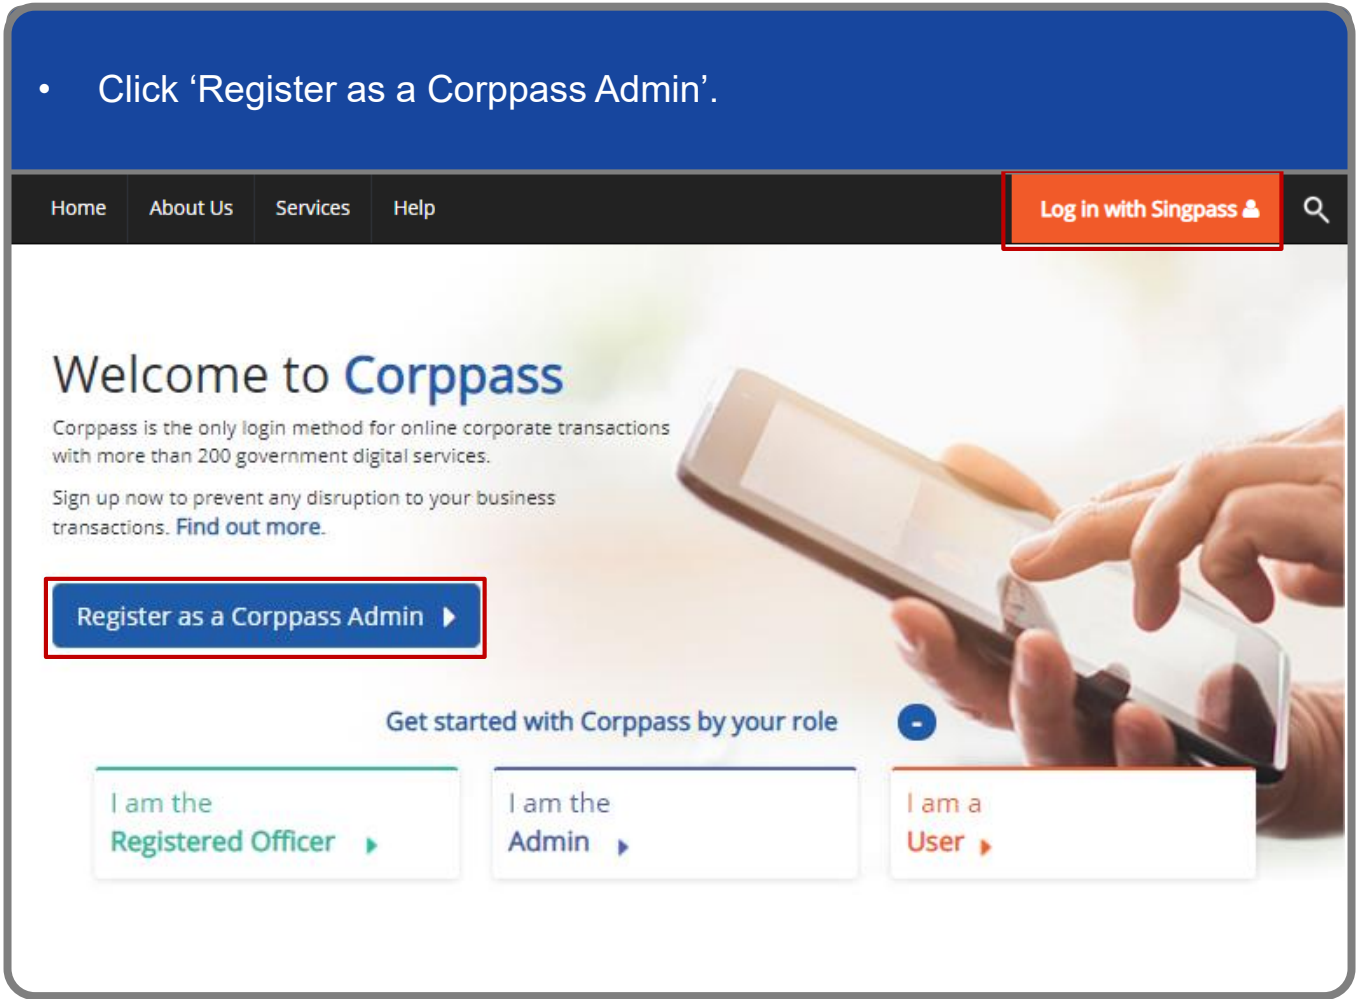 • Click ‘Register as a Corppass Admin’.
Home About Us Services Help Log in with Singpass
Welcome to Corppass
Corppass is the only login method for online corporate transactions
with more than 200 government digital services.
Sign up now to prevent any disruption to your business
transactions. Find out more.
Register as a Corppass Admin
Get started with Corppass by your role -
I am the
Registered Officer
I am the
Admin
I am a
User